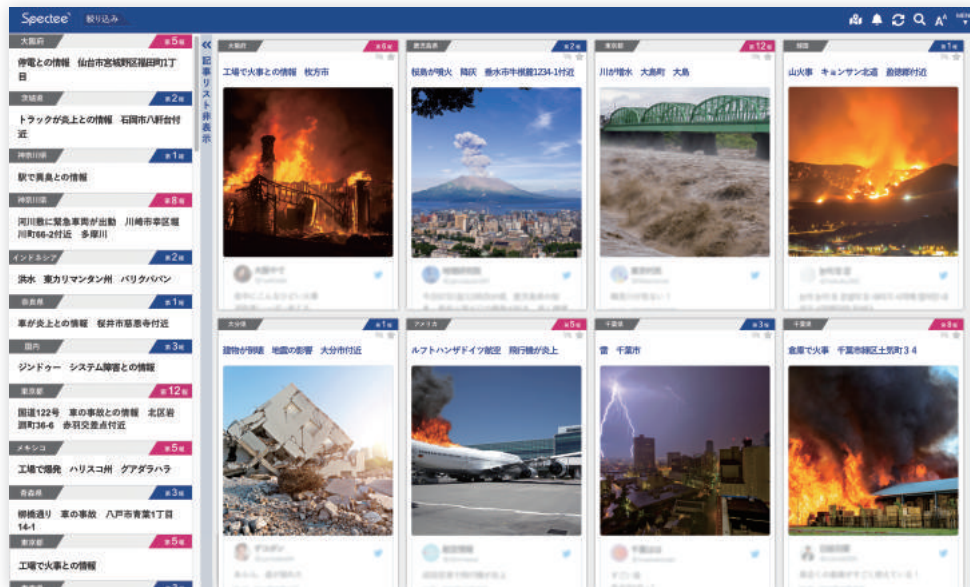 Spectee 絞り込み
MENU
大阪府 第5報
停電との情報 仙台市宮城野区福田町1丁
目
茨城県 第2報
トラックが炎上との情報 石岡市八軒台付
近
神奈川県 第1報
駅で異臭との情報
神奈川県 第8報
河川敷に緊急車両が出動 川崎市幸区堀
川町66-2付近 多摩川
インドネシア 第2報
洪水 東カリマンタン州 バリクパパン
奈良県 第1報
車が炎上との情報 桜井市慈恩寺付近
国内 第3報
ジンドゥー システム障害との情報
東京都 第12報
国道122号 車の事故との情報 北区岩
淵町36-6 赤羽交差点付近
メキシコ 第5報
工場で爆発 ハリスコ州 グアダラハラ
青森県 第3報
柳橋通り 車の事故 八戸市青葉1丁目
14-1
東京都 第5報
工場で火事との情報
記事リスト非表示
大阪府 第6報
工場で火事との情報 枚方市
鹿児島県 第2報
桜島が噴火 降灰 垂水市牛根麓1234-1付近
東京都 第12報
川が増水 大島町 大島
韓国 第1報
山火事 キョンサン北道 盈徳郡付近
大分県 第1報
建物が倒壊 地震の影響 大分市付近
アメリカ 第5報
ルフトハンザドイツ航空 飛行機が炎上
千葉県 第3報
雷 千葉市
千葉県 第8報
倉庫で火事 千葉市緑区土気町34